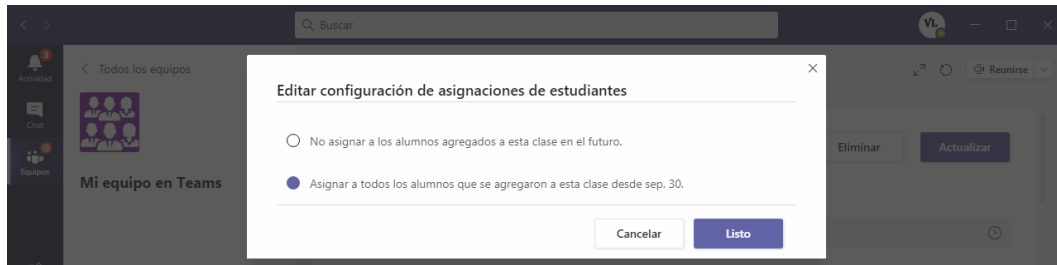 Buscar
VL
3
Actividad
Todos los equipos
Reunirse
Editar configuración de asignaciones de estudiantes
Chat
No asignar a los alumnos agregados a esta clase en el futuro.
Eliminar
Actualizar
Equipos
Mi equipo en Teams
Asignar a todos los alumnos que se agregaron a esta clase desde sep. 30.
Cancelar
Listo